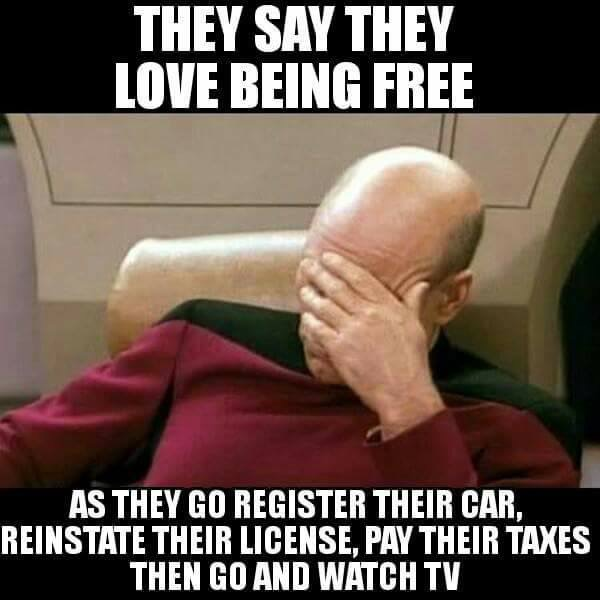 THEY SAY THEY
LOVE BEING FREE
AS THEY GO REGISTER THEIR CAR,
REINSTATE THEIR LICENSE, PAY THEIR TAXES
THEN GO AND WATCH TV